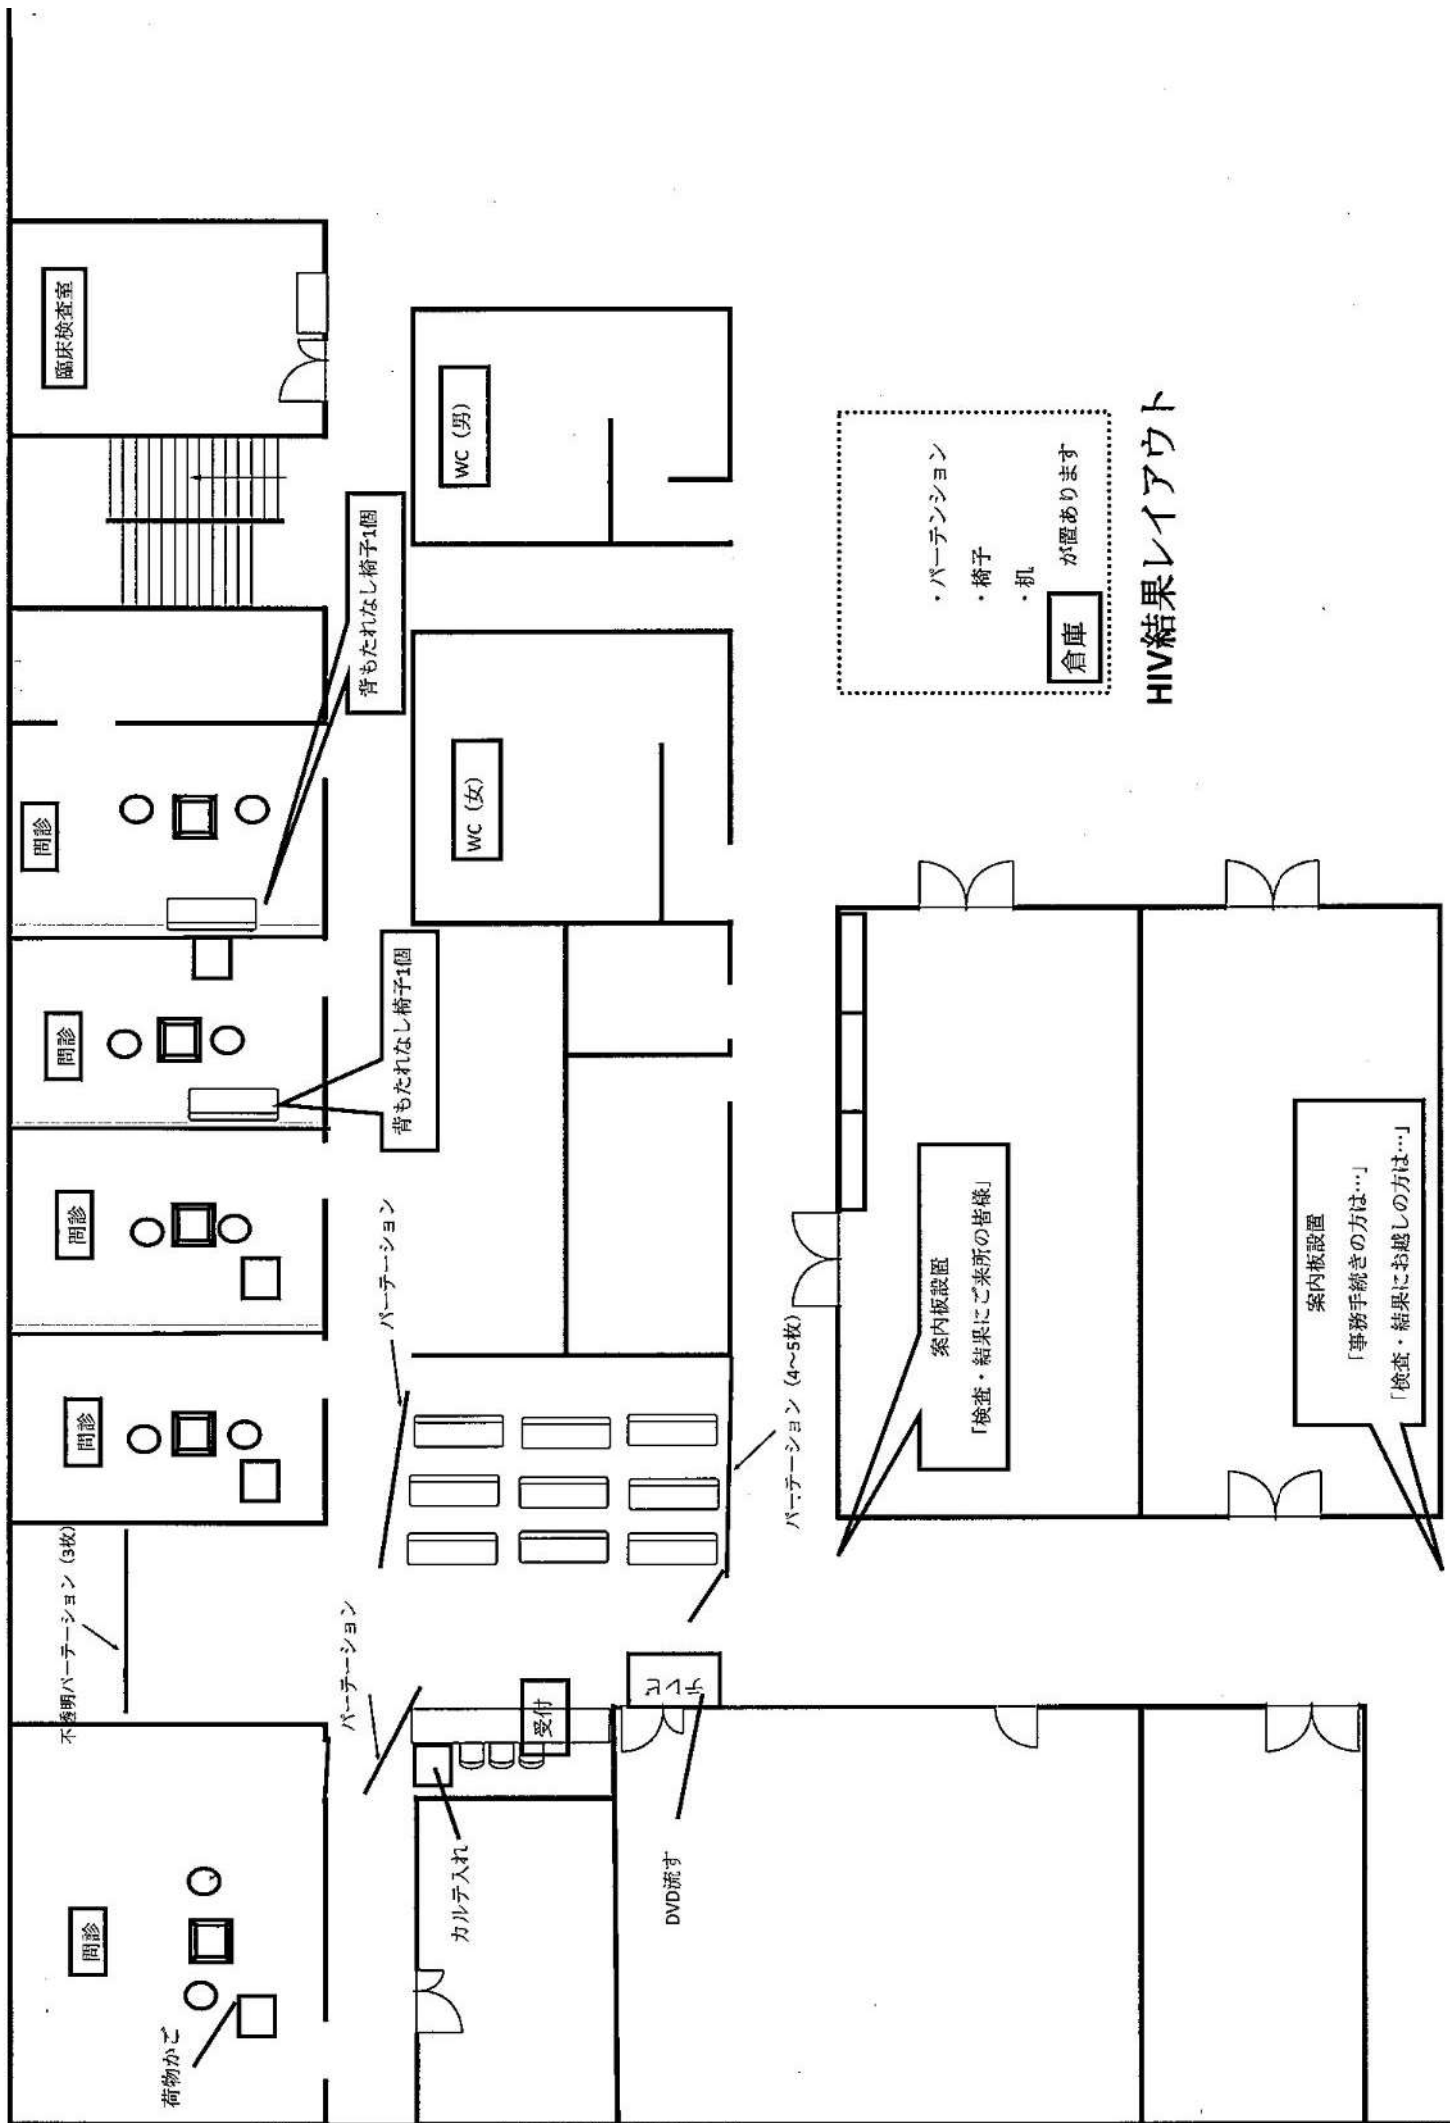 問診
不透明パーテーション（3枚）
問診
問診
問診
問診
臨床検査室
荷物かご
パーテーション
パーテーション
背もたれなし椅子1個
背もたれなし椅子1個
カルテ入れ
受付
WC（女）
WC（男）
DVD流す
テレビ
パーテーション（4～5枚）
案内板設置
「検査・結果にご来所の皆様」
・パーテンション
・椅子
・机
が置あります
倉庫
HIV結果レイアウト
案内板設置
「事務手続きの方は…」
「検査・結果にお越しの方は…」